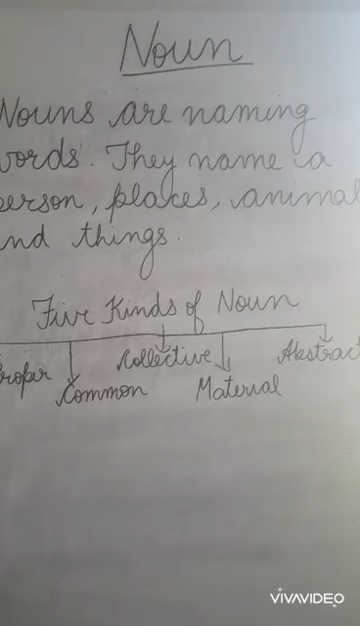 Noun
Nouns are naming
words. They name a
person, places, animal
and things.
Five Kinds of Noun
Proper Common Collective Material Abstract
VIVAVIDEO